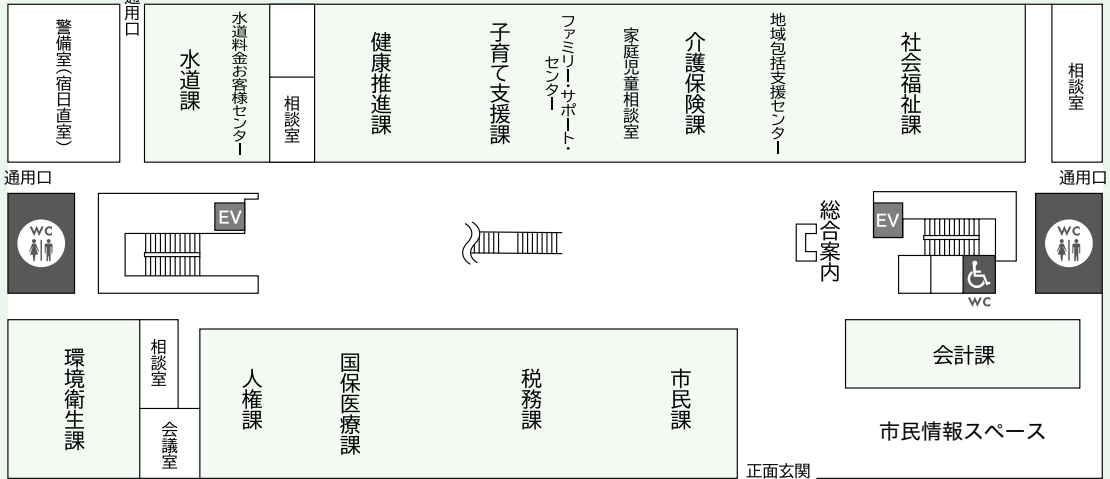 通用口
警備室(宿日直室)
水道課
水道料金お客様センター
相談室
健康推進課
子育て支援課
ファミリー・サポート・
センター
家庭児童相談室
介護保険課
地域包括支援センター
社会福祉課
相談室
通用口
通用口
WC
EV
総合案内
EV
WC
WC
環境衛生課
相談室
会議室
人権課
国保医療課
税務課
市民課
会計課
市民情報スペース
正面玄関